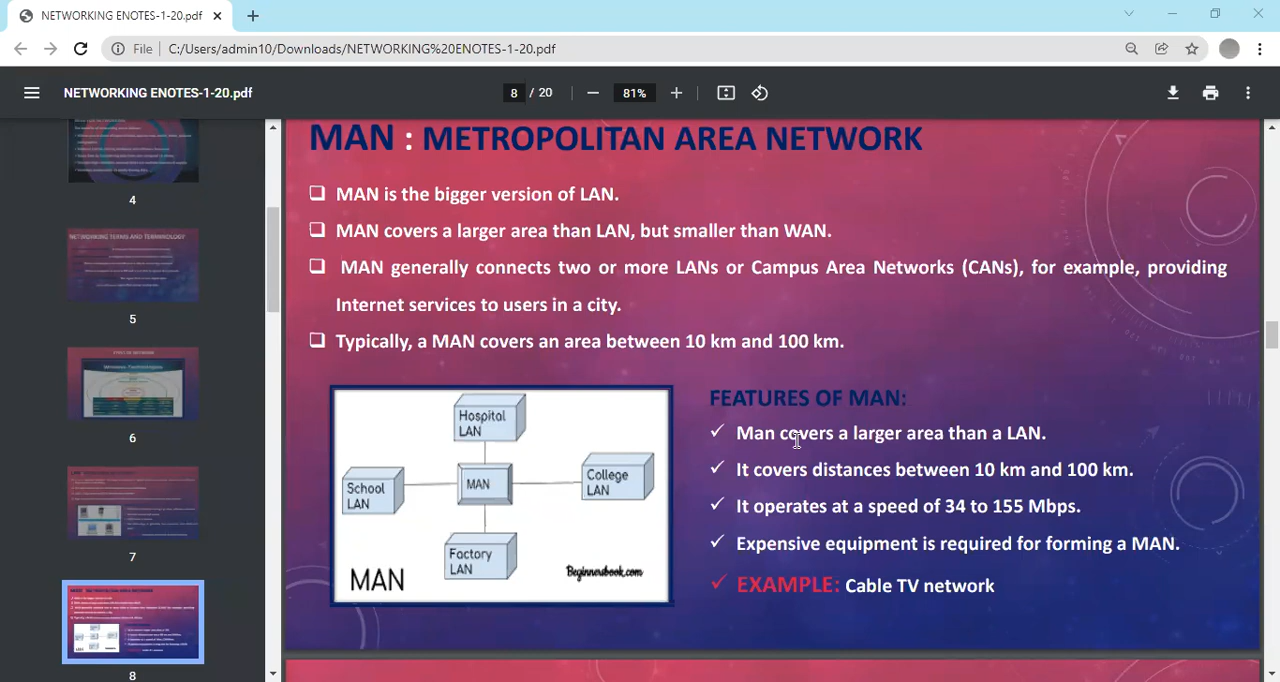 NETWORKING ENOTES-1-20.pdf
File
C:/Users/admin10/Downloads/NETWORKING%20ENOTES-1-20.pdf
NETWORKING ENOTES-1-20.pdf
8 / 20
81%
4
NETWORKING TERMS AND TERMINOLOGY
5
TYPES OF NETWORK
Wireless Technologies
6
7
8
MAN : METROPOLITAN AREA NETWORK
MAN is the bigger version of LAN.
MAN covers a larger area than LAN, but smaller than WAN.
MAN generally connects two or more LANs or Campus Area Networks (CANs), for example, providing
Internet services to users in a city.
Typically, a MAN covers an area between 10 km and 100 km.
Hospital
LAN
School
LAN
MAN
College
LAN
Factory
LAN
MAN
Beginnersbook.com
FEATURES OF MAN:
Man covers a larger area than a LAN.
It covers distances between 10 km and 100 km.
It operates at a speed of 34 to 155 Mbps.
Expensive equipment is required for forming a MAN.
EXAMPLE: Cable TV network